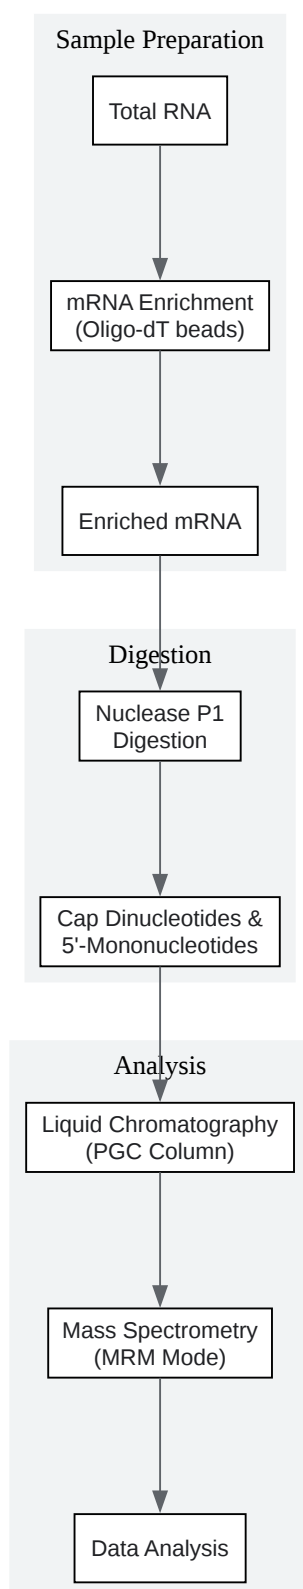 Sample Preparation
Total RNA
mRNA Enrichment
(Oligo-dT beads)
Enriched mRNA
Digestion
Nuclease P1
Digestion
Cap Dinucleotides &
5'-Mononucleotides
Analysis
Liquid Chromatography
(PGC Column)
Mass Spectrometry
(MRM Mode)
Data Analysis